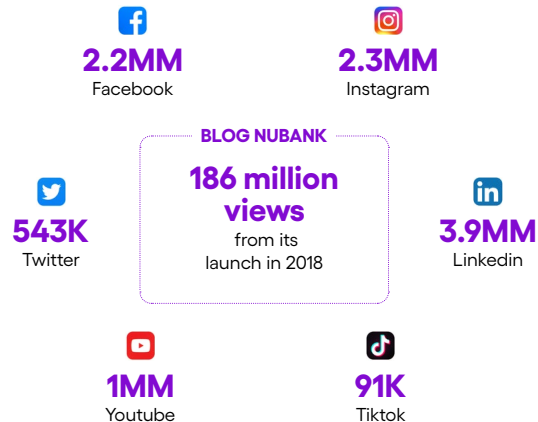 2.2MM
Facebook
2.3MM
Instagram
BLOG NUBANK
186 million
views
from its
launch in 2018
543K
Twitter
in
3.9MM
Linkedin
1MM
Youtube
91K
Tiktok